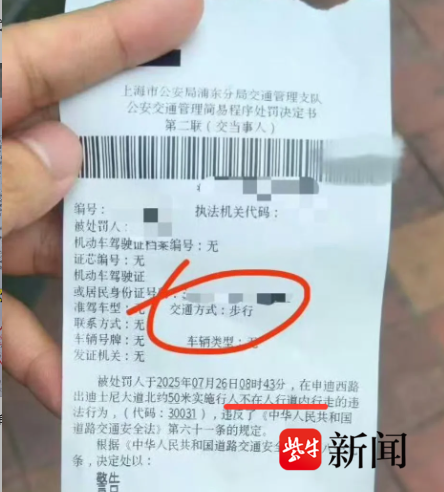 上海市公安局浦东分局交通管理支队
公安交通管理简易程序处罚决定书
第二联（交当事人）
编号：
执法机关代码：
被处罚人：
机动车驾驶证档案编号：无
证芯编号：无
机动车驾驶证
或居民身份证号
准驾车型：无 交通方式：步行
联系方式：无
车辆号牌：无 车辆类型：无
发证机关：无
被处罚人于2025年07月26日08时43分，在申迪西路
出迪士尼大道北约50米实施行人不在人行道内行走的违
法行为，（代码：30031），违反了《中华人民共和国
道路交通安全法》第六十一条的规定。
根据《中华人民共和国道路交通安全
条，决定处以：
紫牛新闻